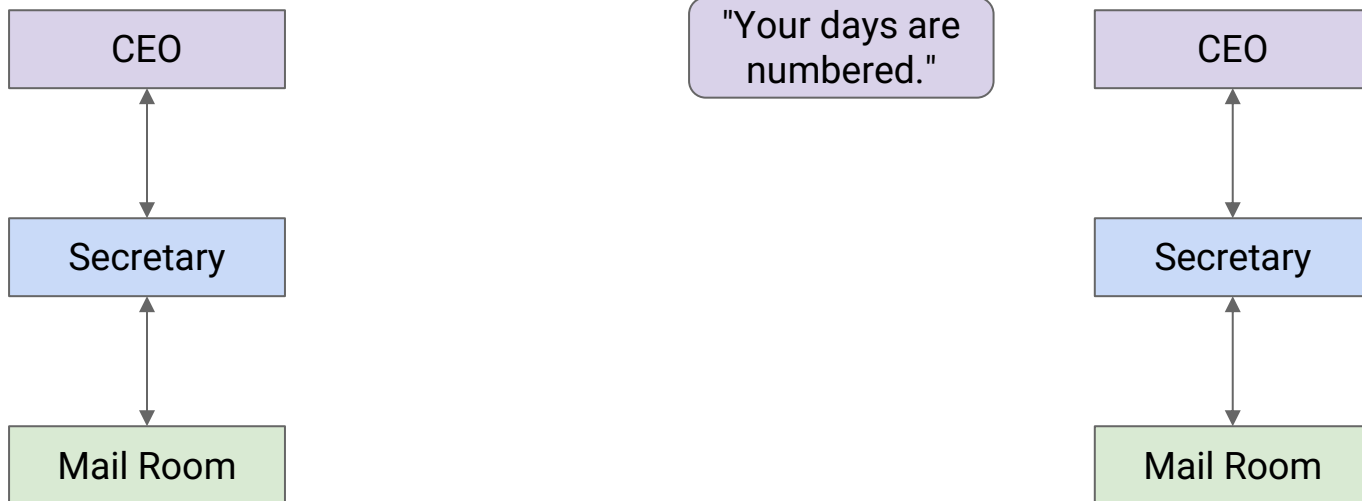 CEO
"Your days are
numbered."
CEO
Secretary
Secretary
Mail Room
Mail Room